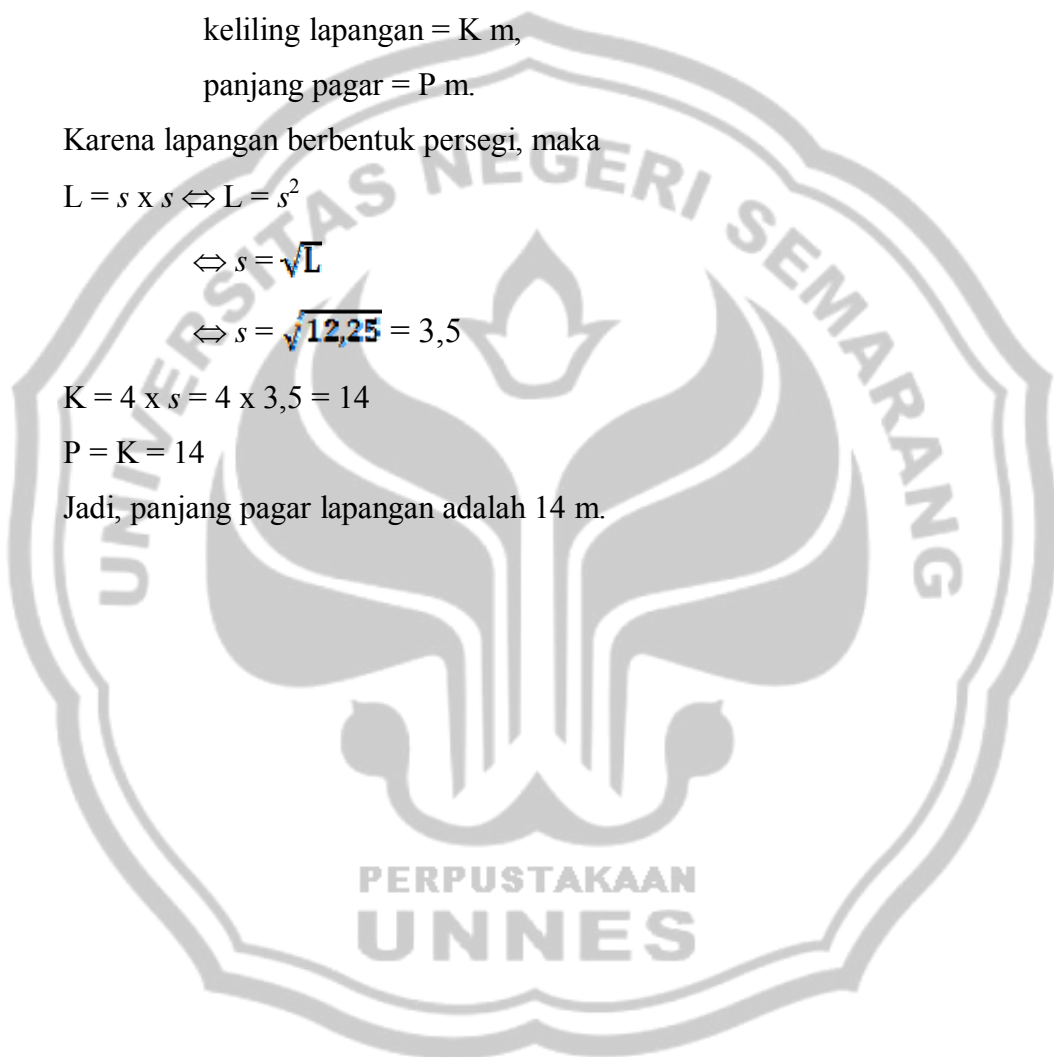 keliling lapangan = K m,
panjang pagar = P m.
Karena lapangan berbentuk persegi, maka
L = s x s ⇔ L = s²
⇔ s = √L
⇔ s = √12,25 = 3,5
K = 4 x s = 4 x 3,5 = 14
P = K = 14
Jadi, panjang pagar lapangan adalah 14 m.
UNIVERSITAS NEGERI SEMARANG
PERPUSTAKAAN
UNNES